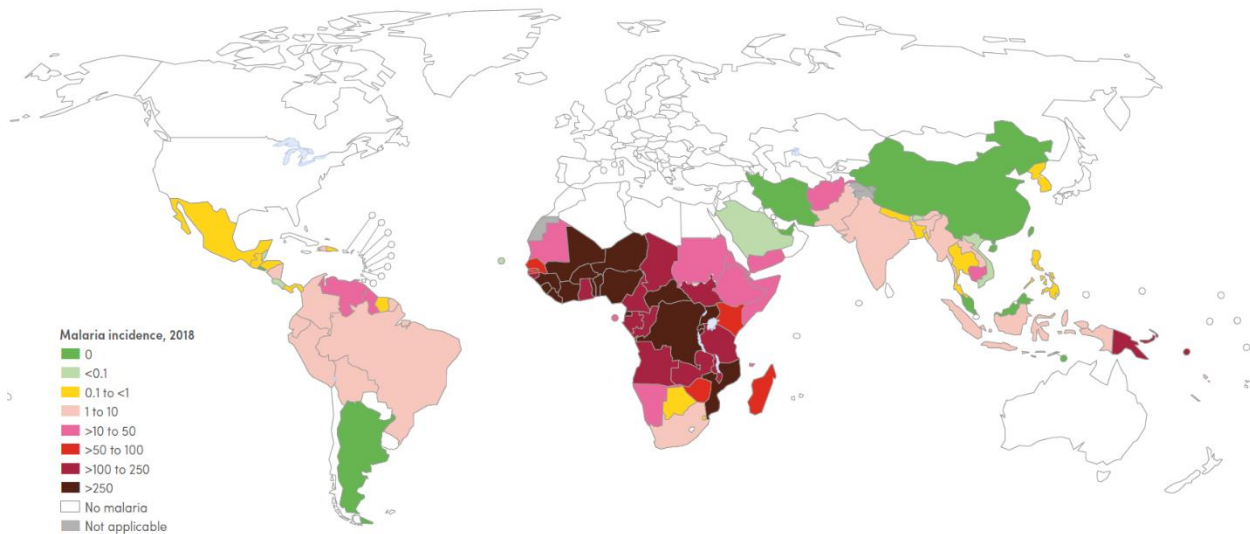 Malaria incidence, 2018
0
<0.1
0.1 to <1
1 to 10
>10 to 50
>50 to 100
>100 to 250
>250
No malaria
Not applicable